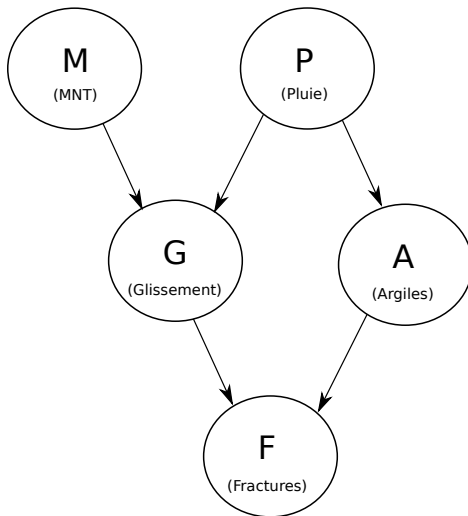 M
(MNT)
P
(Pluie)
G
(Glissement)
A
(Argiles)
F
(Fractures)